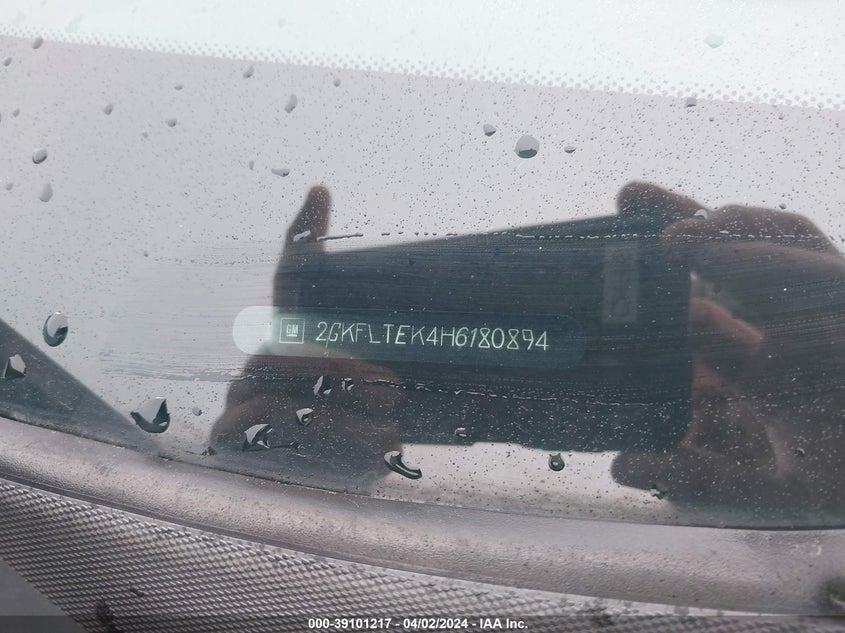 GM 2GKFLTEK4H6180894
000-39101217 - 04/02/2024 - IAA Inc.